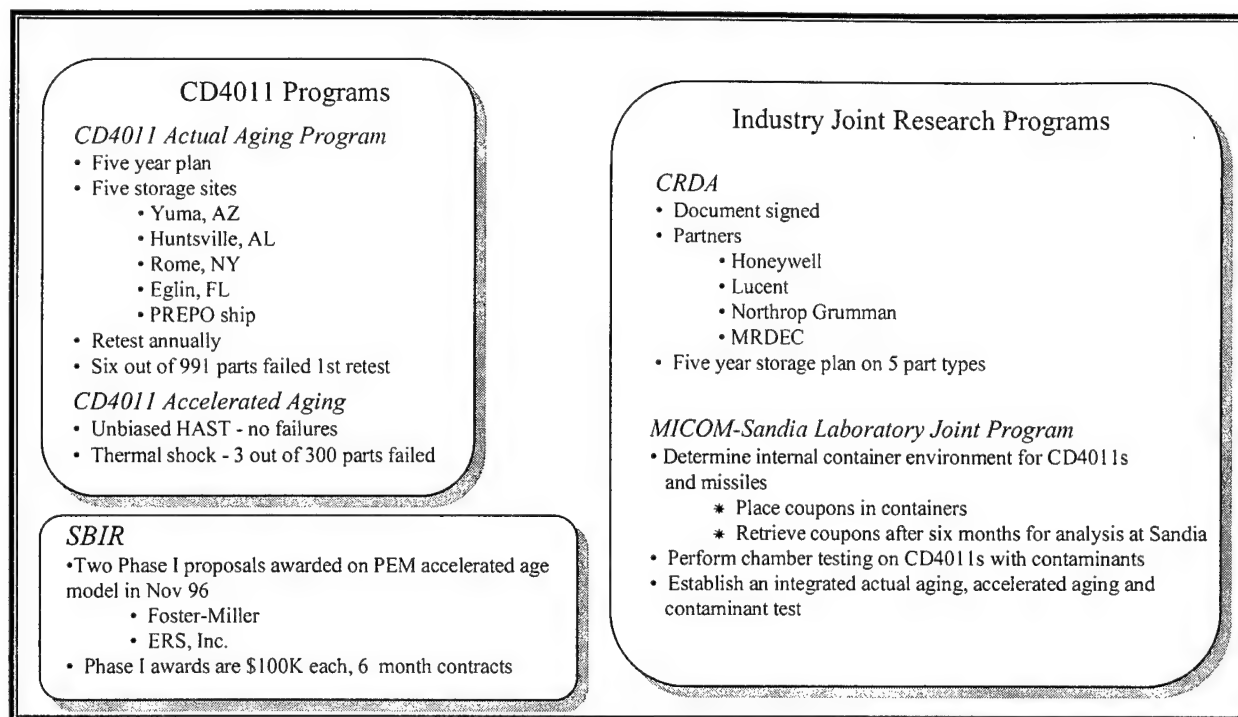 CD4011 Programs
CD4011 Actual Aging Program
• Five year plan
• Five storage sites
• Yuma, AZ
• Huntsville, AL
• Rome, NY
• Eglin, FL
• PREPO ship
• Retest annually
• Six out of 991 parts failed 1st retest
CD4011 Accelerated Aging
• Unbiased HAST - no failures
• Thermal shock - 3 out of 300 parts failed
SBIR
•Two Phase I proposals awarded on PEM accelerated age
model in Nov 96
• Foster-Miller
• ERS, Inc.
• Phase I awards are $100K each, 6 month contracts
Industry Joint Research Programs
CRDA
• Document signed
• Partners
• Honeywell
• Lucent
• Northrop Grumman
• MRDEC
• Five year storage plan on 5 part types
MICOM-Sandia Laboratory Joint Program
• Determine internal container environment for CD4011s
and missiles
* Place coupons in containers
* Retrieve coupons after six months for analysis at Sandia
• Perform chamber testing on CD4011s with contaminants
• Establish an integrated actual aging, accelerated aging and
contaminant test